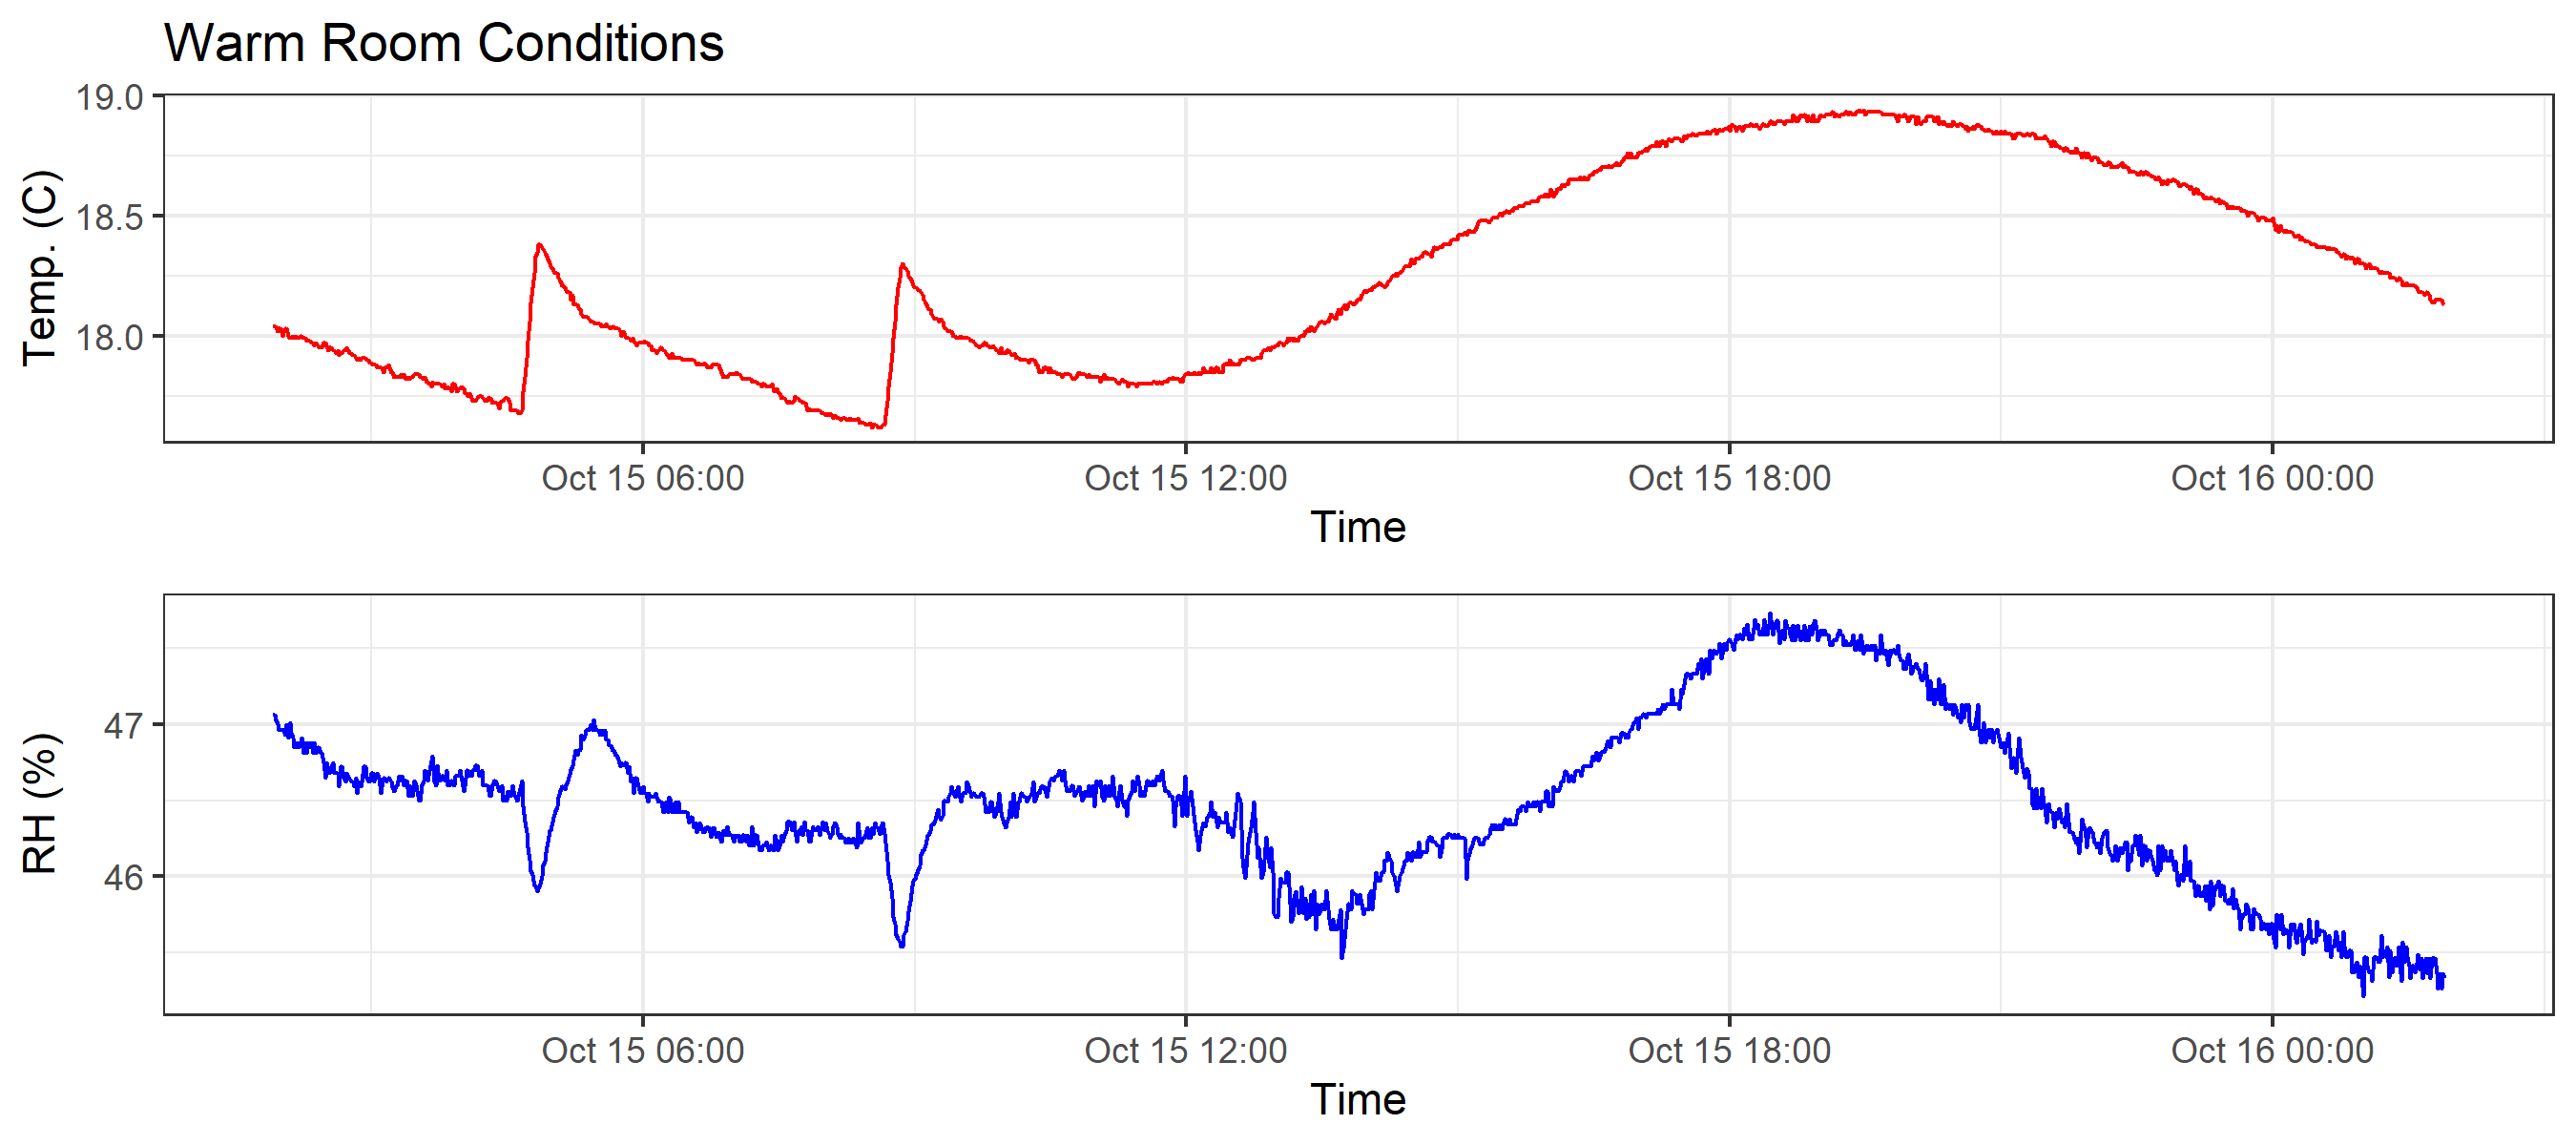 Warm Room Conditions
19.0
18.5
18.0
Temp. (C)
Oct 15 06:00 Oct 15 12:00 Oct 15 18:00 Oct 16 00:00
Time
47
46
RH (%)
Oct 15 06:00 Oct 15 12:00 Oct 15 18:00 Oct 16 00:00
Time